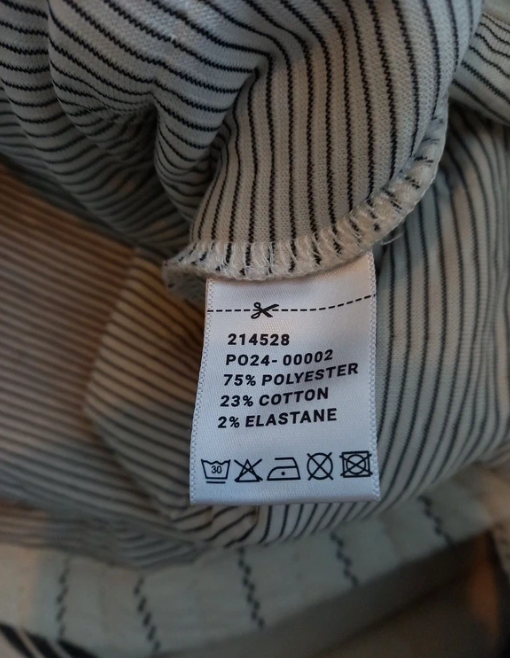 214528
PO24-00002
75% POLYESTER
23% COTTON
2% ELASTANE
30